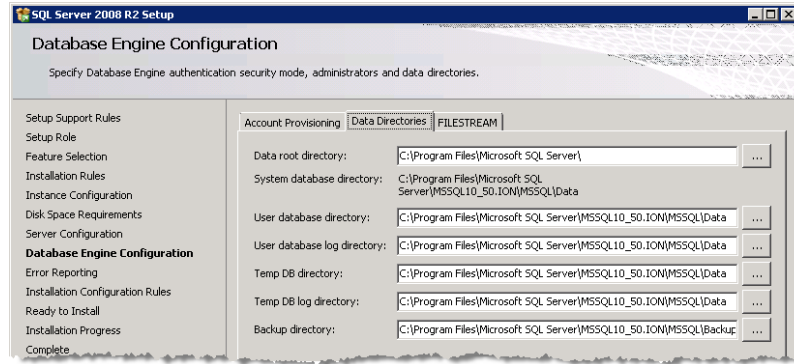 SQL Server 2008 R2 Setup
Database Engine Configuration
Specify Database Engine authentication security mode, administrators and data directories.
Setup Support Rules
Setup Role
Feature Selection
Installation Rules
Instance Configuration
Disk Space Requirements
Server Configuration
Database Engine Configuration
Error Reporting
Installation Configuration Rules
Ready to Install
Installation Progress
Complete
Account Provisioning Data Directories FILESTREAM
Data root directory: C:\Program Files\Microsoft SQL Server\ ...
System database directory: C:\Program Files\Microsoft SQL
Server\MSSQL10_50.ION\MSSQL\Data
User database directory: C:\Program Files\Microsoft SQL Server\MSSQL10_50.ION\MSSQL\Data ...
User database log directory: C:\Program Files\Microsoft SQL Server\MSSQL10_50.ION\MSSQL\Data ...
Temp DB directory: C:\Program Files\Microsoft SQL Server\MSSQL10_50.ION\MSSQL\Data ...
Temp DB log directory: C:\Program Files\Microsoft SQL Server\MSSQL10_50.ION\MSSQL\Data ...
Backup directory: C:\Program Files\Microsoft SQL Server\MSSQL10_50.ION\MSSQL\Backup ...